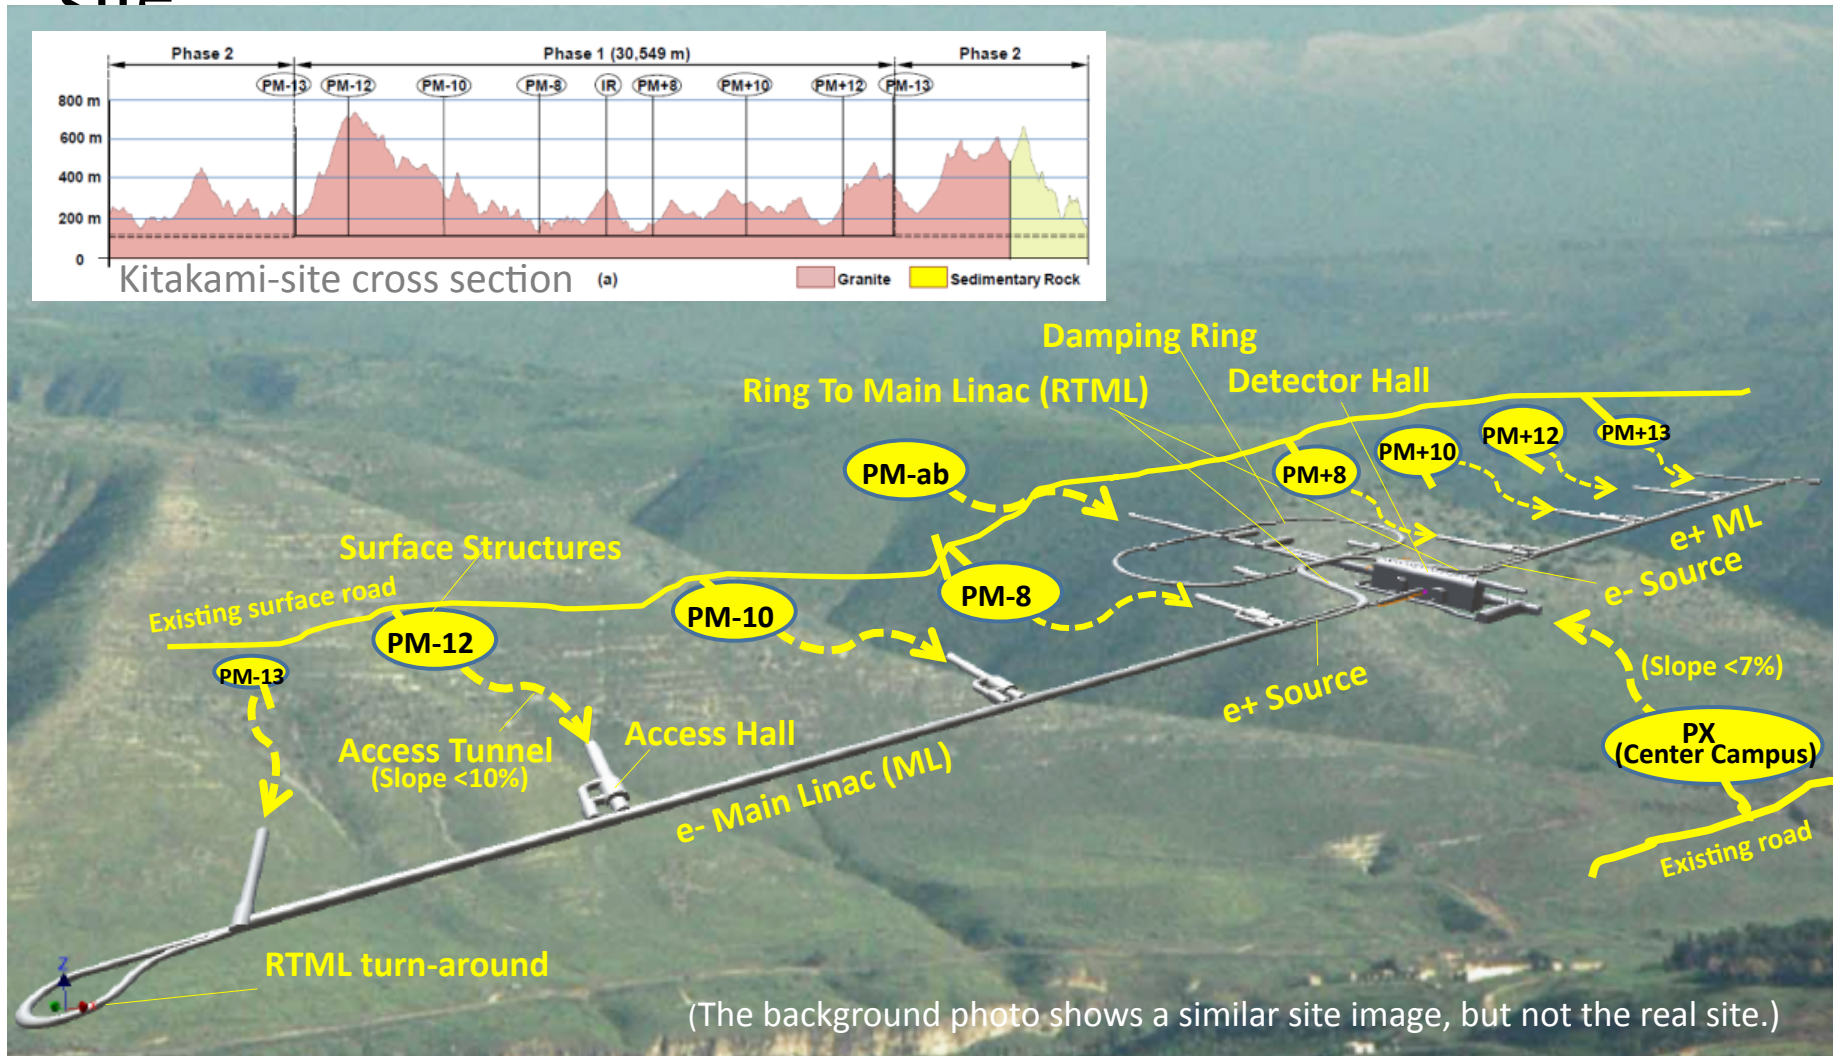 Phase 2
Phase 1 (30,549 m)
Phase 2
PM-13
PM-12
PM-10
PM-8
IR
PM+8
PM+10
PM+12
PM-13
800 m
600 m
400 m
200 m
0
Kitakami-site cross section
(a)
Granite
Sedimentary Rock
Damping Ring
Ring To Main Linac (RTML)
Detector Hall
PM-ab
PM+8
PM+10
PM+12
PM+13
Surface Structures
Existing surface road
PM-13
PM-12
PM-10
PM-8
e+ ML
e- Source
e+ Source
(Slope <7%)
PX
(Center Campus)
Existing road
Access Tunnel
(Slope <10%)
Access Hall
e- Main Linac (ML)
RTML turn-around
Z
(The background photo shows a similar site image, but not the real site.)